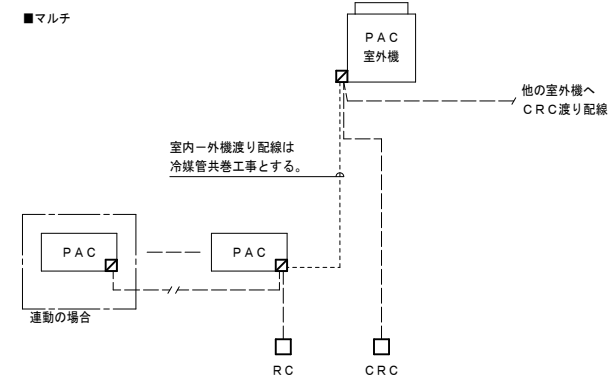 ■マルチ
ＰＡＣ
室外機
他の室外機へ
ＣＲＣ渡り配線
室内－外機渡り配線は
冷媒管共巻工事とする。
ＰＡＣ
ＰＡＣ
連動の場合
ＲＣ
ＣＲＣ